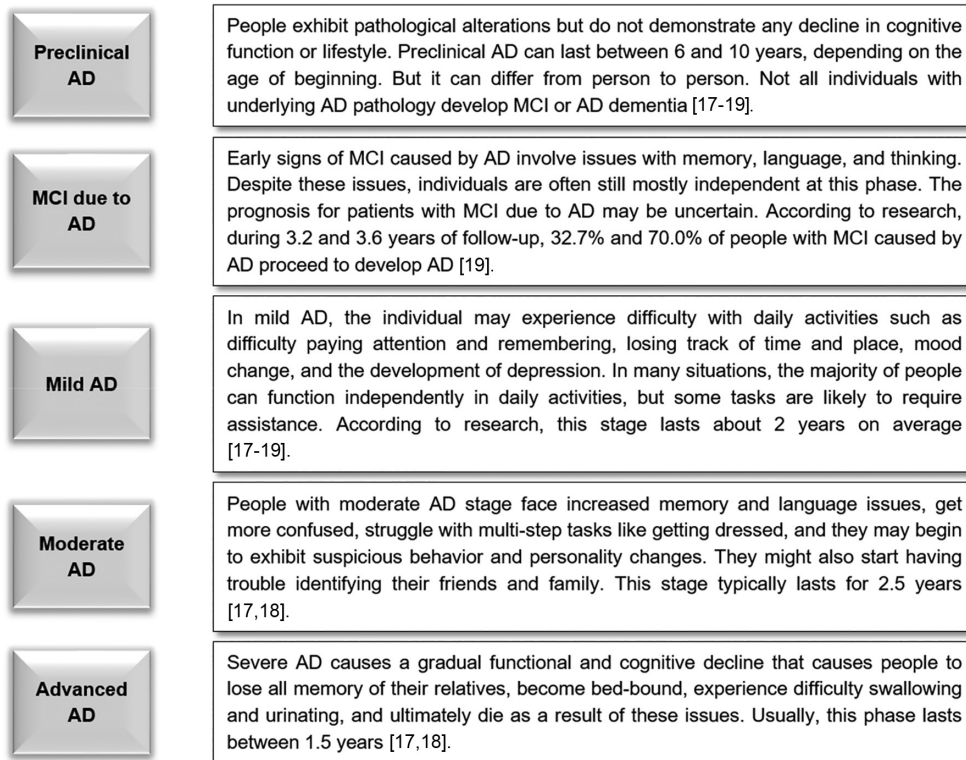 Preclinical
AD
People exhibit pathological alterations but do not demonstrate any decline in cognitive
function or lifestyle. Preclinical AD can last between 6 and 10 years, depending on the
age of beginning. But it can differ from person to person. Not all individuals with
underlying AD pathology develop MCI or AD dementia [17-19].
MCI due to
AD
Early signs of MCI caused by AD involve issues with memory, language, and thinking.
Despite these issues, individuals are often still mostly independent at this phase. The
prognosis for patients with MCI due to AD may be uncertain. According to research,
during 3.2 and 3.6 years of follow-up, 32.7% and 70.0% of people with MCI caused by
AD proceed to develop AD [19].
Mild AD
In mild AD, the individual may experience difficulty with daily activities such as
difficulty paying attention and remembering, losing track of time and place, mood
change, and the development of depression. In many situations, the majority of people
can function independently in daily activities, but some tasks are likely to require
assistance. According to research, this stage lasts about 2 years on average
[17-19].
Moderate
AD
People with moderate AD stage face increased memory and language issues, get
more confused, struggle with multi-step tasks like getting dressed, and they may begin
to exhibit suspicious behavior and personality changes. They might also start having
trouble identifying their friends and family. This stage typically lasts for 2.5 years
[17,18].
Advanced
AD
Severe AD causes a gradual functional and cognitive decline that causes people to
lose all memory of their relatives, become bed-bound, experience difficulty swallowing
and urinating, and ultimately die as a result of these issues. Usually, this phase lasts
between 1.5 years [17,18].